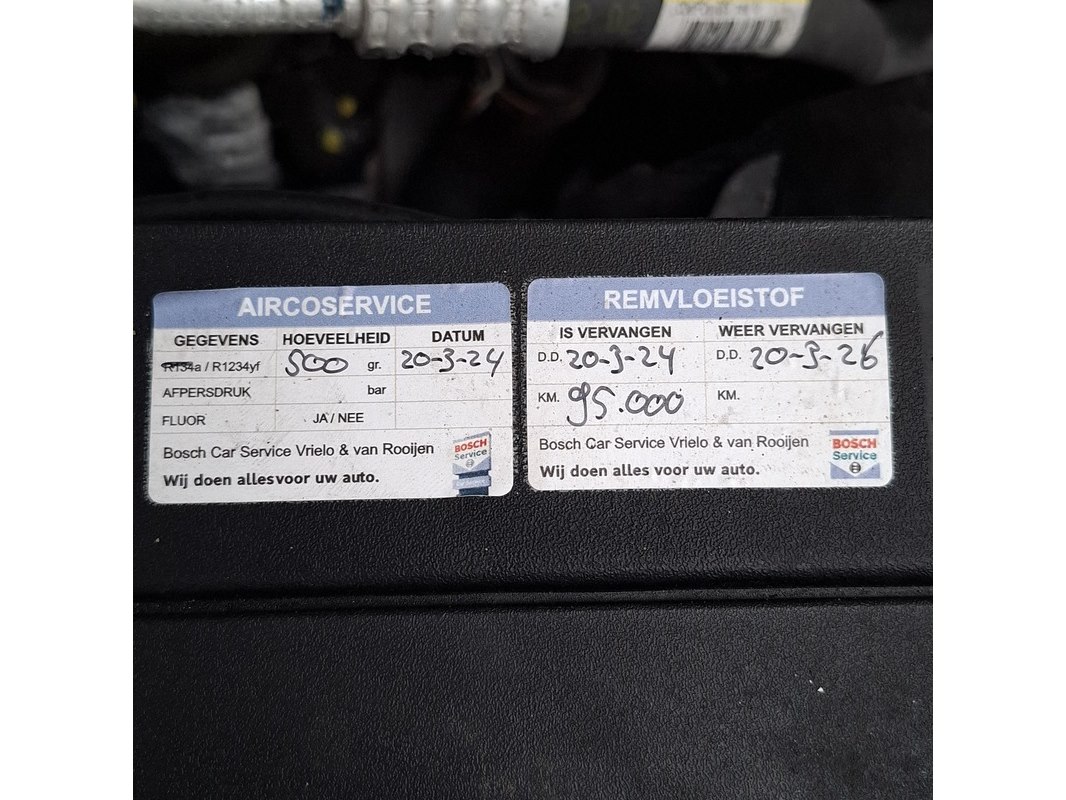 AIRCOSERVICE
GEGEVENS HOEVEELHEID DATUM
R134a / R1234yf 500 gr. 20-3-24
AFPERSDRUK bar
FLUOR JA / NEE
Bosch Car Service Vrielo & van Rooijen
Wij doen alles voor uw auto.
BOSCH
Service
REMVLOEISTOF
IS VERVANGEN WEER VERVANGEN
D.D. 20-3-24 D.D. 20-3-26
KM. 95.000 KM.
Bosch Car Service Vrielo & van Rooijen
Wij doen alles voor uw auto.
BOSCH
Service